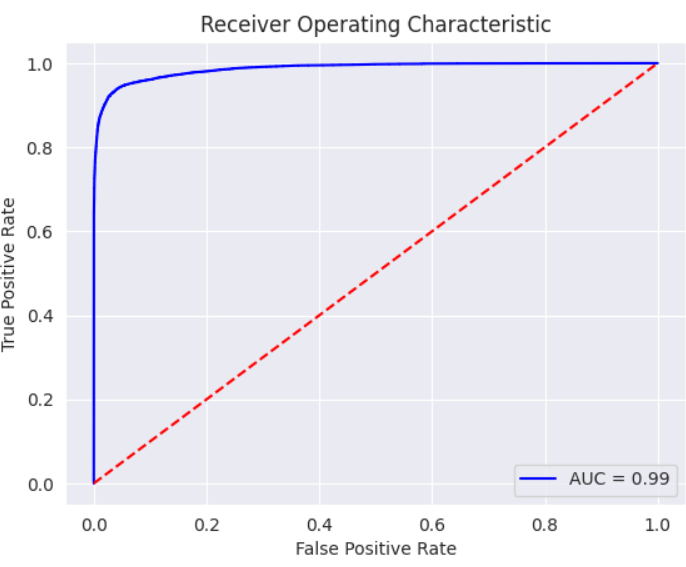 Receiver Operating Characteristic
True Positive Rate
1.0
0.8
0.6
0.4
0.2
0.0
AUC = 0.99
0.0 0.2 0.4 0.6 0.8 1.0
False Positive Rate